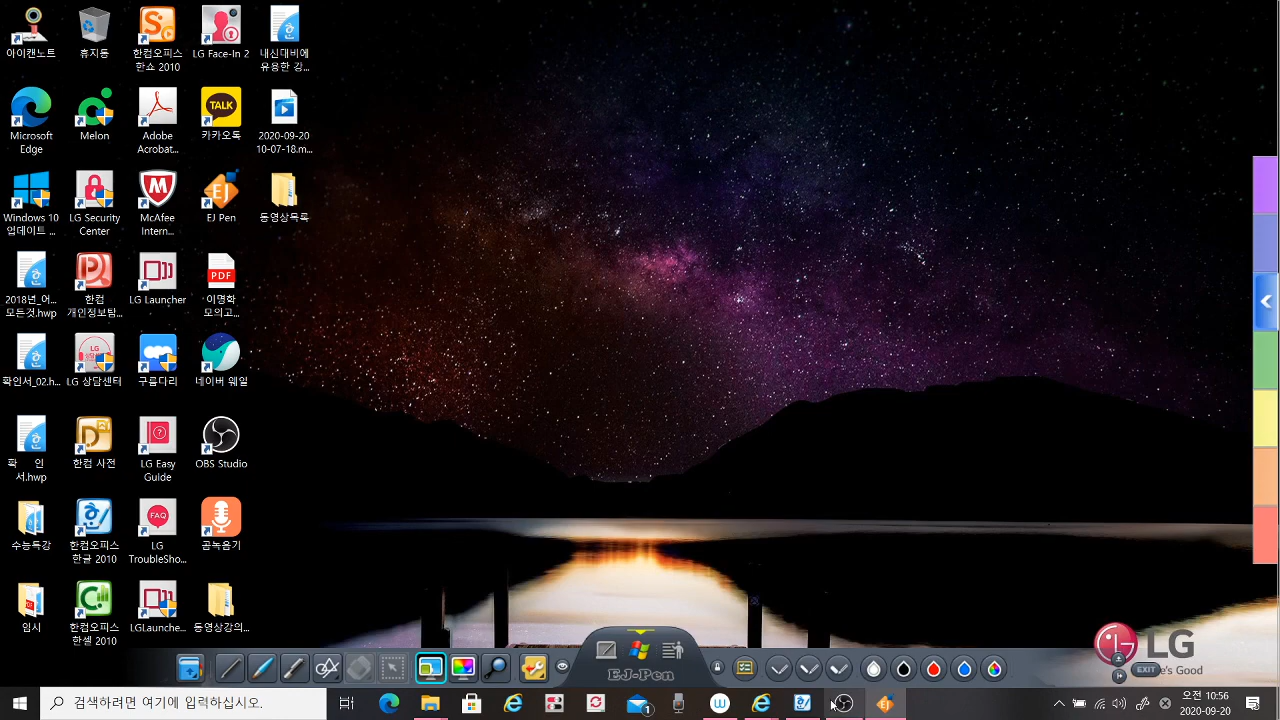 아이캔노트
휴지통
한컴오피스
한쇼 2010
LG Face-In 2
내신대비에
유용한 강...
Microsoft
Edge
Melon
Adobe
Acrobat...
TALK
카카오톡
2020-09-20
10-07-18.m...
Windows 10
업데이트 ...
LG Security
Center
McAfee
Intern...
EJ
EJ Pen
동영상목록
2018년_어...
모든것.hwp
한컴
개인정보탐...
LG Launcher
PDF
이명학
모의고...
확인서_02.h...
LG 상담센터
구름다리
네이버 웨일
확 인
서.hwp
한컴 사전
LG Easy
Guide
OBS Studio
수능특강
한컴오피스
한글 2010
FAQ
LG
TroubleSho...
곰녹음기
임시
한컴오피스
한셀 2010
LGLaunche...
동영상강의...
LG
e's Good
EXIT
H
EJ-Pen
검색하려면 여기에 입력하십시오.
오전 10:56
2020-09-20